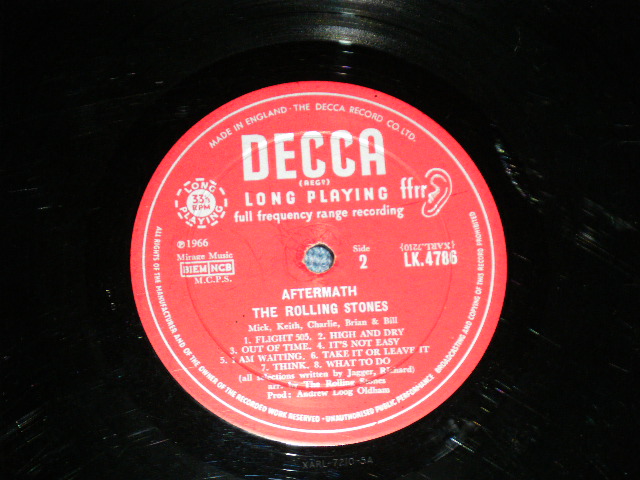 MADE IN ENGLAND · THE DECCA RECORD CO. LTD.
DECCA
(REGD)
LONG PLAYING
ffrr
full frequency range recording
LONG
33⅓
RPM
PLAYING
℗ 1966
Mirage Music
BIEM NCB
M.C.P.S.
Side
2
(XARL.7210)
LK.4786
AFTERMATH
THE ROLLING STONES
Mick, Keith, Charlie, Brian & Bill
1. FLIGHT 505. 2. HIGH AND DRY
3. OUT OF TIME. 4. IT'S NOT EASY
5. I AM WAITING. 6. TAKE IT OR LEAVE IT
7. THINK. 8. WHAT TO DO
(all selections written by Jagger, Richard)
arr. by The Rolling Stones
Prod: Andrew Loog Oldham
ALL RIGHTS OF THE MANUFACTURER AND OF THE OWNER OF THE RECORDED WORK RESERVED · UNAUTHORISED PUBLIC PERFORMANCE, BROADCASTING AND COPYING OF THIS RECORD PROHIBITED
XARL-7210-5A